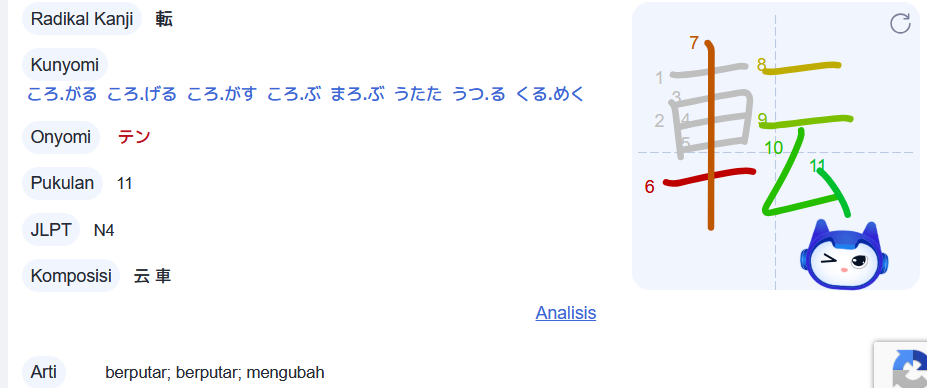 Radikal Kanji 転
Kunyomi
ころ.がる ころ.げる ころ.がす ころ.ぶ まろ.ぶ うたた うつ.る くる.めく
Onyomi テン
Pukulan 11
JLPT N4
Komposisi 云 車
Analisis
Arti berputar; berputar; mengubah
7
8
1
3
2
4
9
5
10
11
6
車云